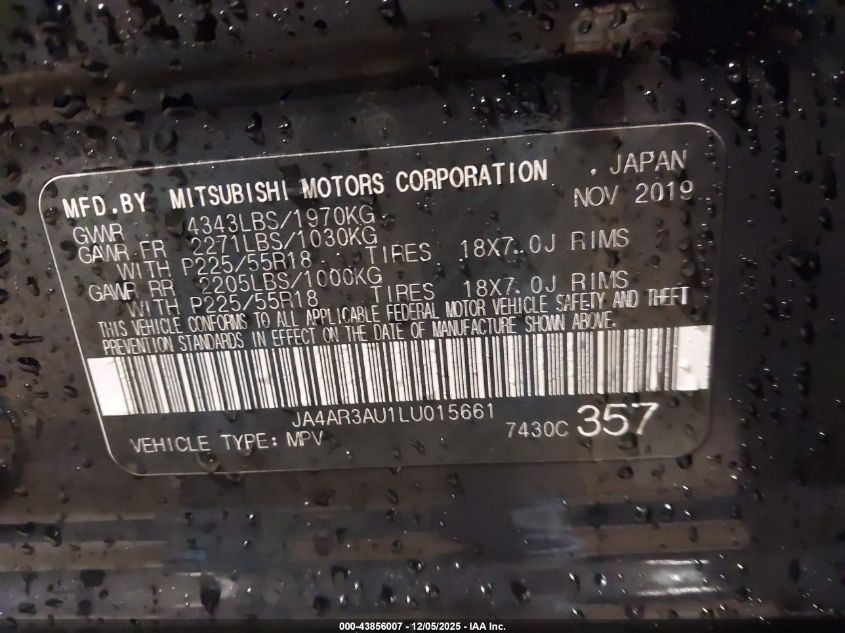 MFD.BY MITSUBISHI MOTORS CORPORATION , JAPAN
NOV 2019
GVWR 4343LBS/1970KG
GAWR FR 2271LBS/1030KG
WITH P225/55R18 TIRES 18X7.0J RIMS
GAWR RR 2205LBS/1000KG
WITH P225/55R18 TIRES 18X7.0J RIMS
THIS VEHICLE CONFORMS TO ALL APPLICABLE FEDERAL MOTOR VEHICLE SAFETY AND THEFT
PREVENTION STANDARDS IN EFFECT ON THE DATE OF MANUFACTURE SHOWN ABOVE.
JA4AR3AU1LU015661
VEHICLE TYPE: MPV 7430C 357
000-43856007 - 12/05/2025 - IAA Inc.